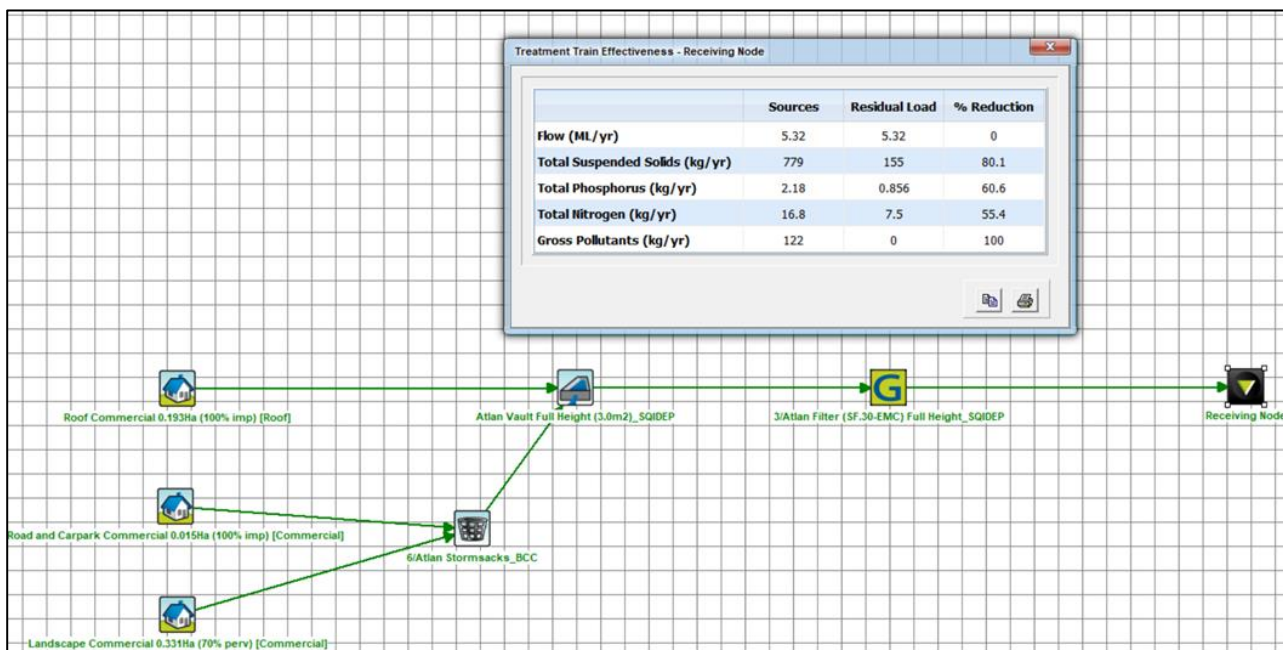 Treatment Train Effectiveness - Receiving Node
Sources Residual Load % Reduction
Flow (ML/yr) 5.32 5.32 0
Total Suspended Solids (kg/yr) 779 155 80.1
Total Phosphorus (kg/yr) 2.18 0.856 60.6
Total Nitrogen (kg/yr) 16.8 7.5 55.4
Gross Pollutants (kg/yr) 122 0 100
G
Roof Commercial 0.193Ha (100% imp) [Roof]
Atlan Vault Full Height (3.0m2)_SQIDEP
3/Atlan Filter (SF.30-EMC) Full Height_SQIDEP
Receiving Node
Road and Carpark Commercial 0.015Ha (100% imp) [Commercial]
6/Atlan Stormsacks_BCC
Landscape Commercial 0.331Ha (70% perv) [Commercial]